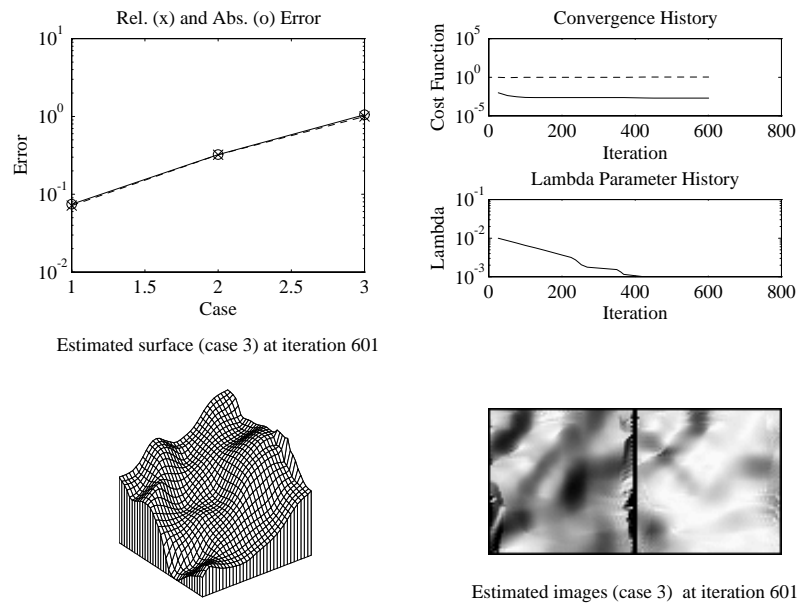 Rel. (x) and Abs. (o) Error
10^1
10^0
10^-1
10^-2
Error
1
1.5
2
2.5
3
Case
Convergence History
10^5
10^0
10^-5
Cost Function
0
200
400
600
800
Iteration
Lambda Parameter History
10^-1
10^-2
10^-3
Lambda
0
200
400
600
800
Iteration
Estimated surface (case 3) at iteration 601
Estimated images (case 3) at iteration 601